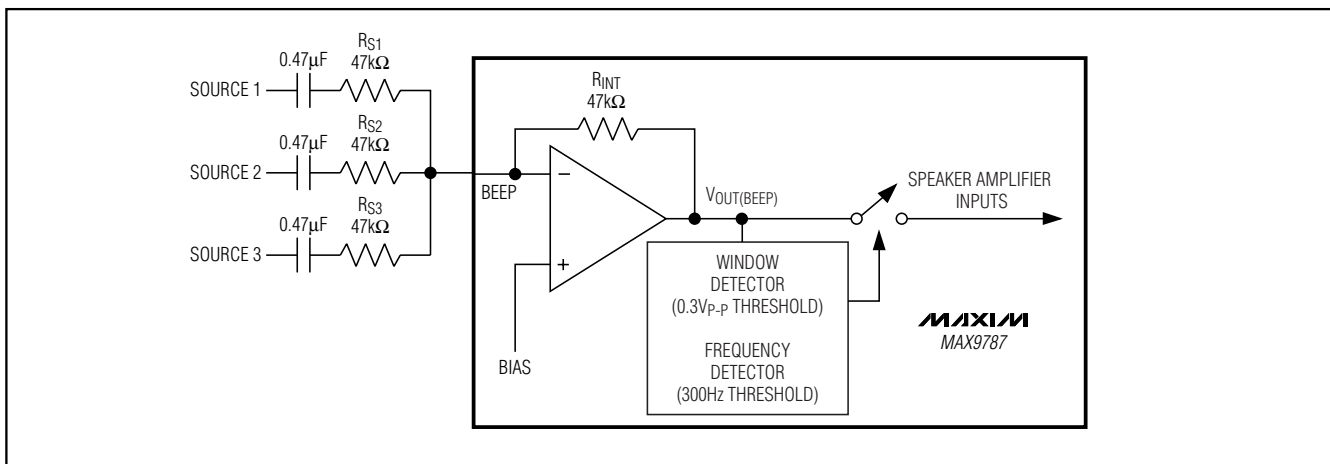 0.47μF
RS1
47kΩ
SOURCE 1
0.47μF
RS2
47kΩ
SOURCE 2
0.47μF
RS3
47kΩ
SOURCE 3
BEEP
RINT
47kΩ
−
+
BIAS
VOUT(BEEP)
WINDOW
DETECTOR
(0.3VP-P THRESHOLD)
FREQUENCY
DETECTOR
(300Hz THRESHOLD)
SPEAKER AMPLIFIER
INPUTS
MAXIM
MAX9787